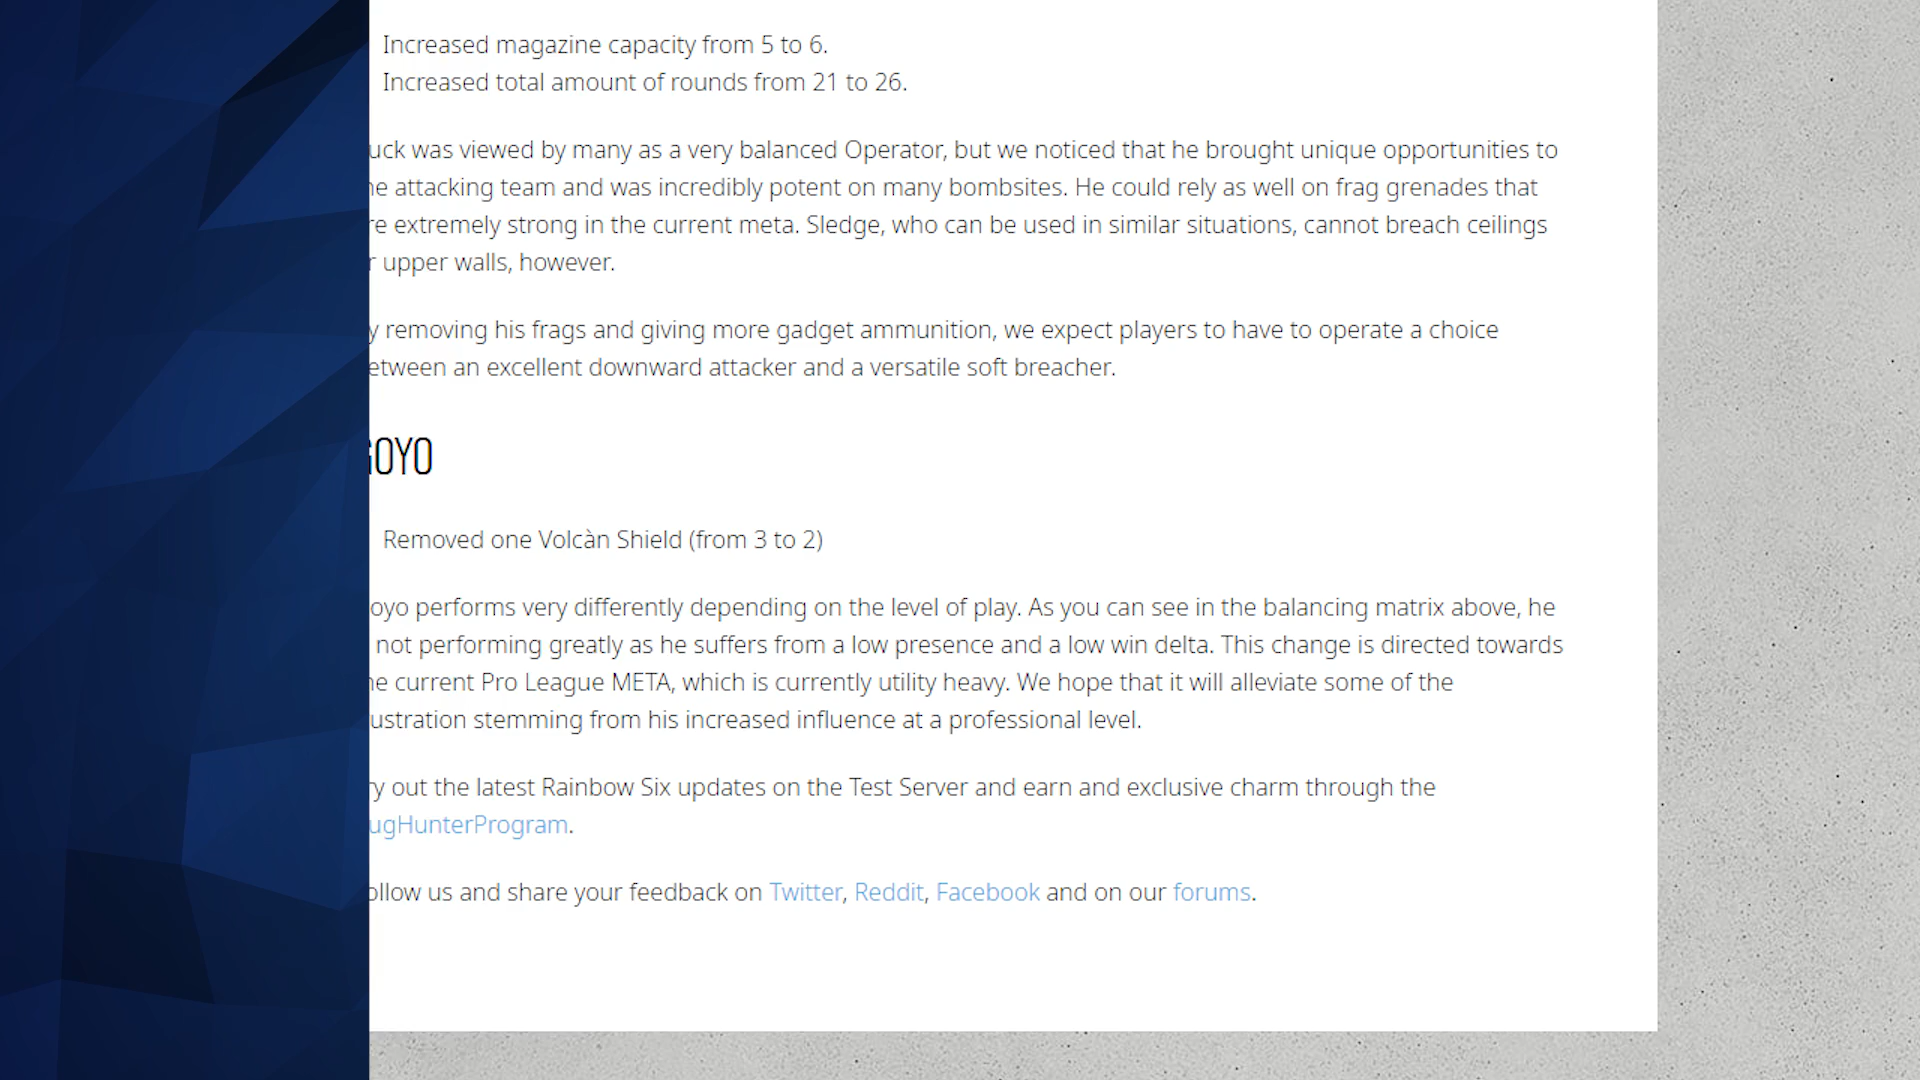 Increased magazine capacity from 5 to 6.
Increased total amount of rounds from 21 to 26.
uck was viewed by many as a very balanced Operator, but we noticed that he brought unique opportunities to
he attacking team and was incredibly potent on many bombsites. He could rely as well on frag grenades that
re extremely strong in the current meta. Sledge, who can be used in similar situations, cannot breach ceilings
r upper walls, however.
y removing his frags and giving more gadget ammunition, we expect players to have to operate a choice
etween an excellent downward attacker and a versatile soft breacher.
GOYO
Removed one Volcàn Shield (from 3 to 2)
oyo performs very differently depending on the level of play. As you can see in the balancing matrix above, he
not performing greatly as he suffers from a low presence and a low win delta. This change is directed towards
he current Pro League META, which is currently utility heavy. We hope that it will alleviate some of the
ustration stemming from his increased influence at a professional level.
ry out the latest Rainbow Six updates on the Test Server and earn and exclusive charm through the
ugHunterProgram.
ollow us and share your feedback on Twitter, Reddit, Facebook and on our forums.